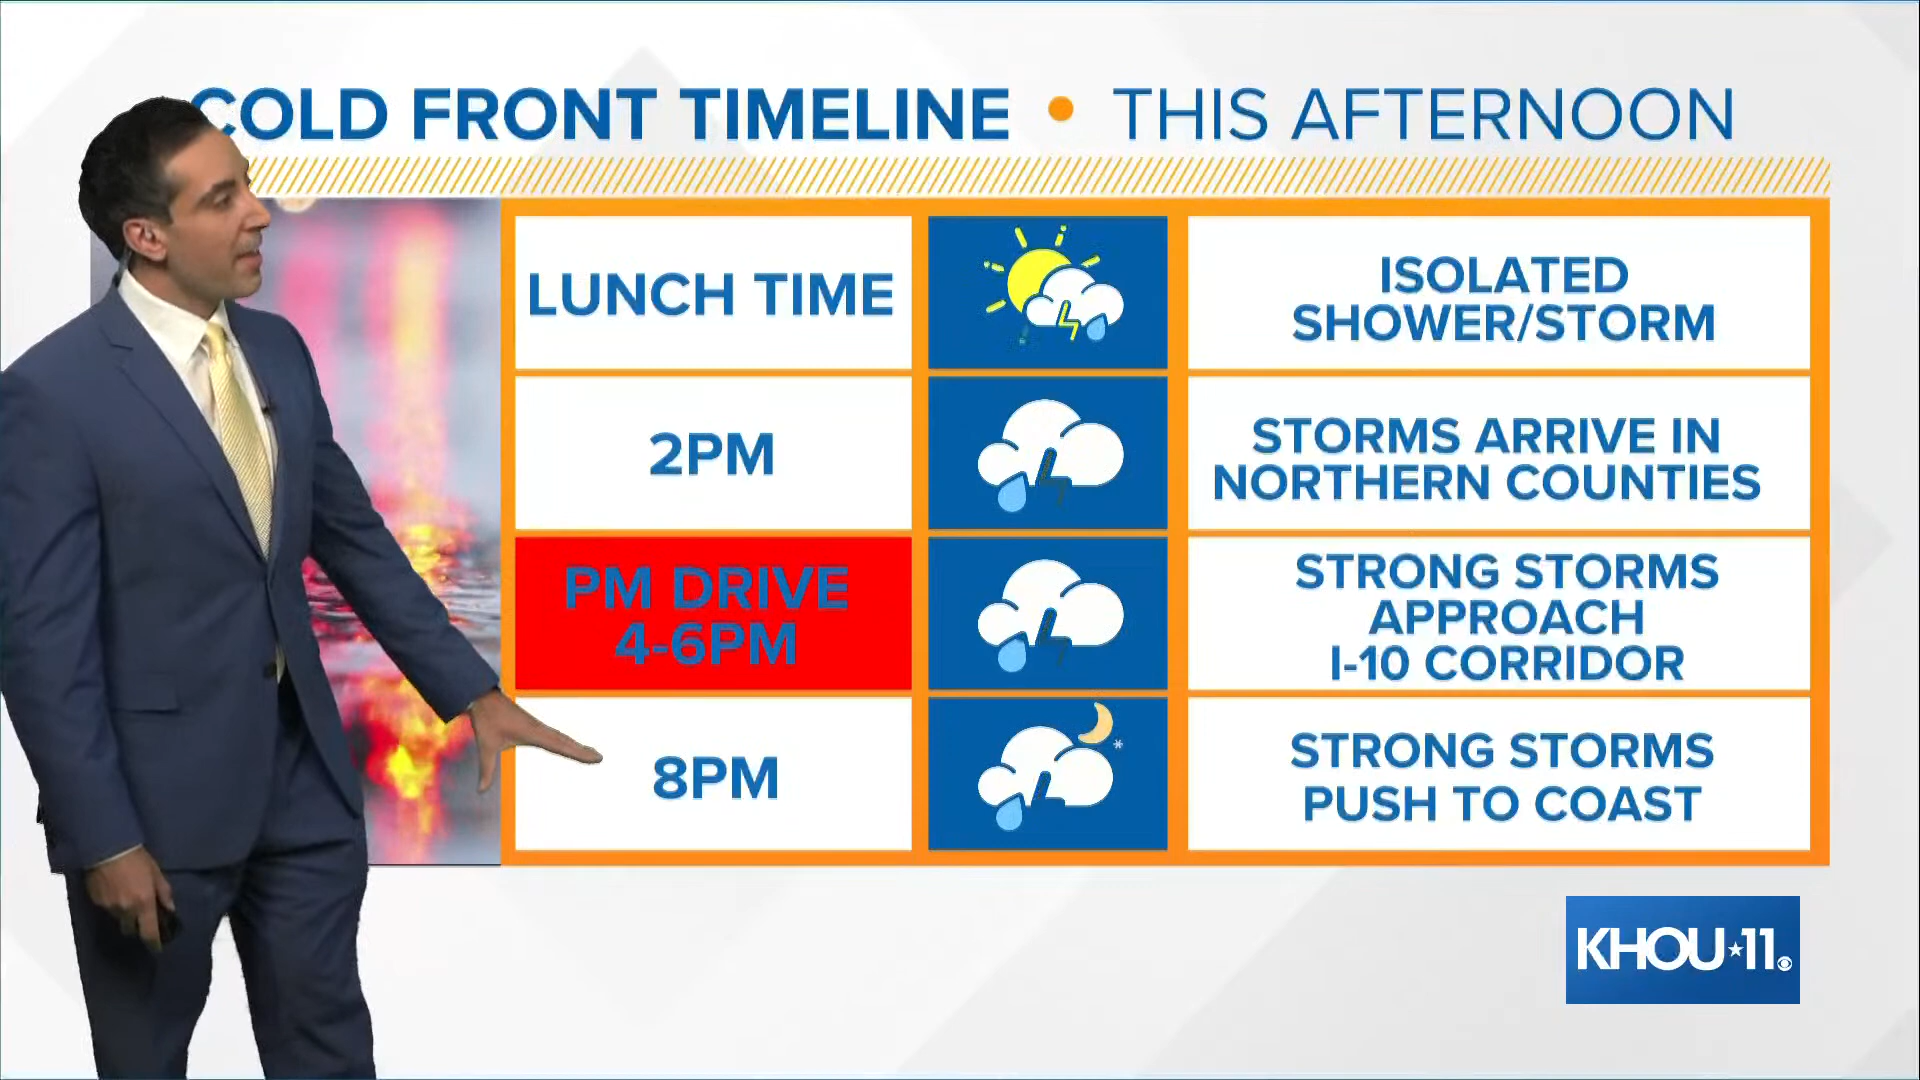 COLD FRONT TIMELINE • THIS AFTERNOON
LUNCH TIME
ISOLATED
SHOWER/STORM
2PM
STORMS ARRIVE IN
NORTHERN COUNTIES
PM DRIVE
4-6PM
STRONG STORMS
APPROACH
I-10 CORRIDOR
8PM
STRONG STORMS
PUSH TO COAST
KHOU★11